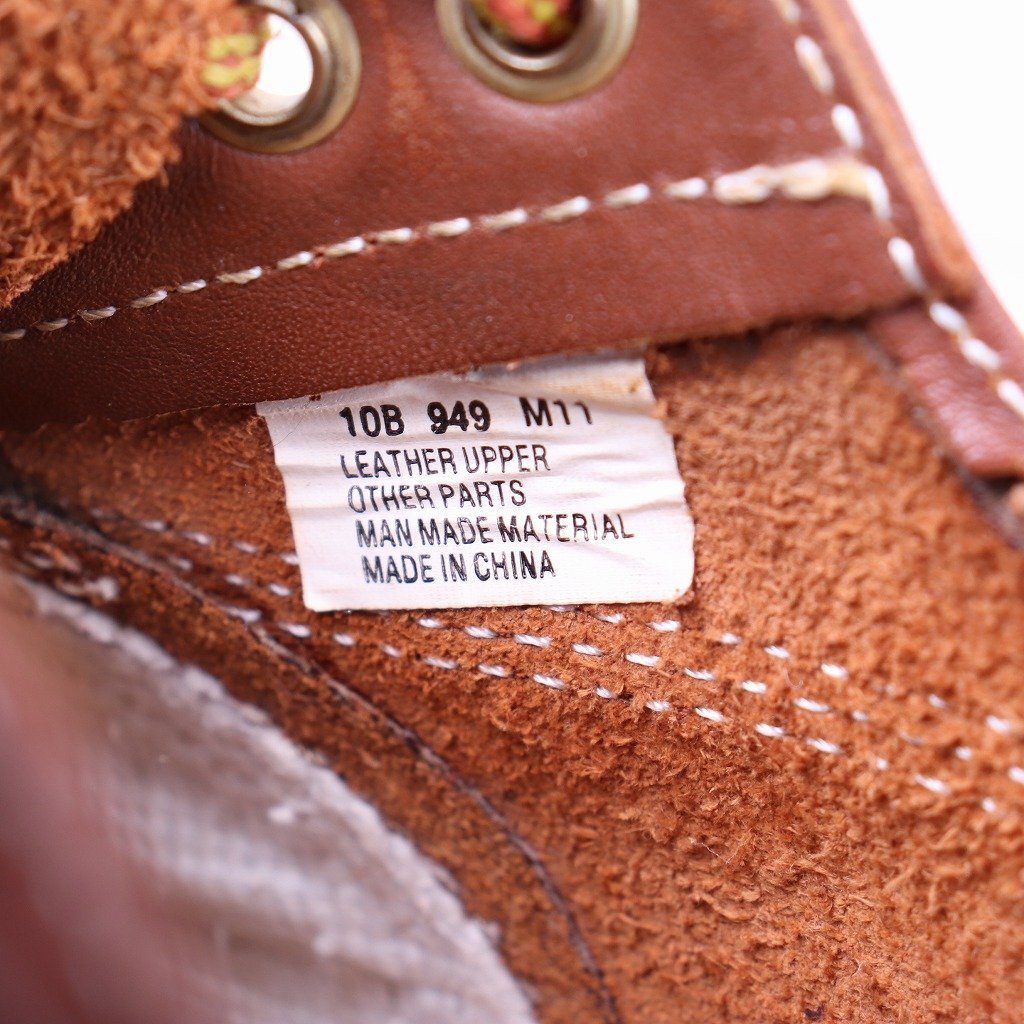 10B 949 M11
LEATHER UPPER
OTHER PARTS
MAN MADE MATERIAL
MADE IN CHINA